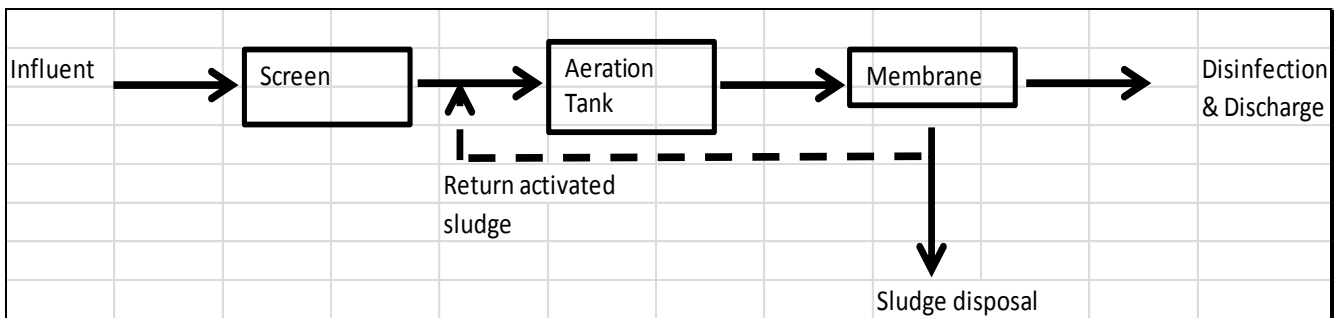 Influent
Screen
Aeration
Tank
Membrane
Disinfection
& Discharge
Return activated
sludge
Sludge disposal